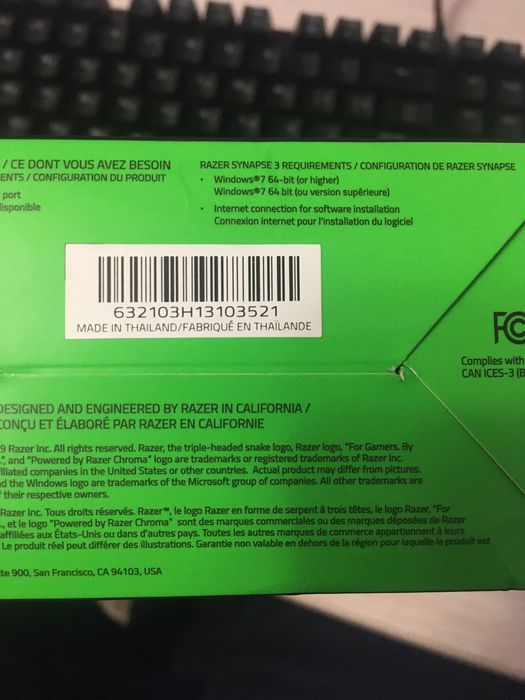 / CE DONT VOUS AVEZ BESOIN
ENTS / CONFIGURATION DU PRODUIT
port
disponible
RAZER SYNAPSE 3 REQUIREMENTS / CONFIGURATION DE RAZER SYNAPSE
· Windows®7 64-bit (or higher)
Windows®7 64 bit (ou version supérieure)
· Internet connection for software installation
Connexion internet pour l'installation du logiciel
632103H13103521
MADE IN THAILAND/FABRIQUÉ EN THAÏLANDE
FC
Complies with
CAN ICES-3 (B
DESIGNED AND ENGINEERED BY RAZER IN CALIFORNIA /
CONÇU ET ÉLABORÉ PAR RAZER EN CALIFORNIE
9 Razer Inc. All rights reserved. Razer, the triple-headed snake logo, Razer logo, "For Gamers. By
", and "Powered by Razer Chroma" logo are trademarks or registered trademarks of Razer Inc.
filiated companies in the United States or other countries. Actual product may differ from pictures.
d the Windows logo are trademarks of the Microsoft group of companies. All other trademarks are
their respective owners.
Razer Inc. Tous droits réservés. Razer™, le logo Razer en forme de serpent à trois têtes, le logo Razer, "For
, et le logo "Powered by Razer Chroma" sont des marques commerciales ou des marques déposées de Razer
affiliées aux États-Unis ou dans d'autres pays. Toutes les autres marques de commerce appartiennent à leurs
Le produit réel peut différer des illustrations. Garantie non valable en dehors de la région pour laquelle le produit est
te 900, San Francisco, CA 94103, USA